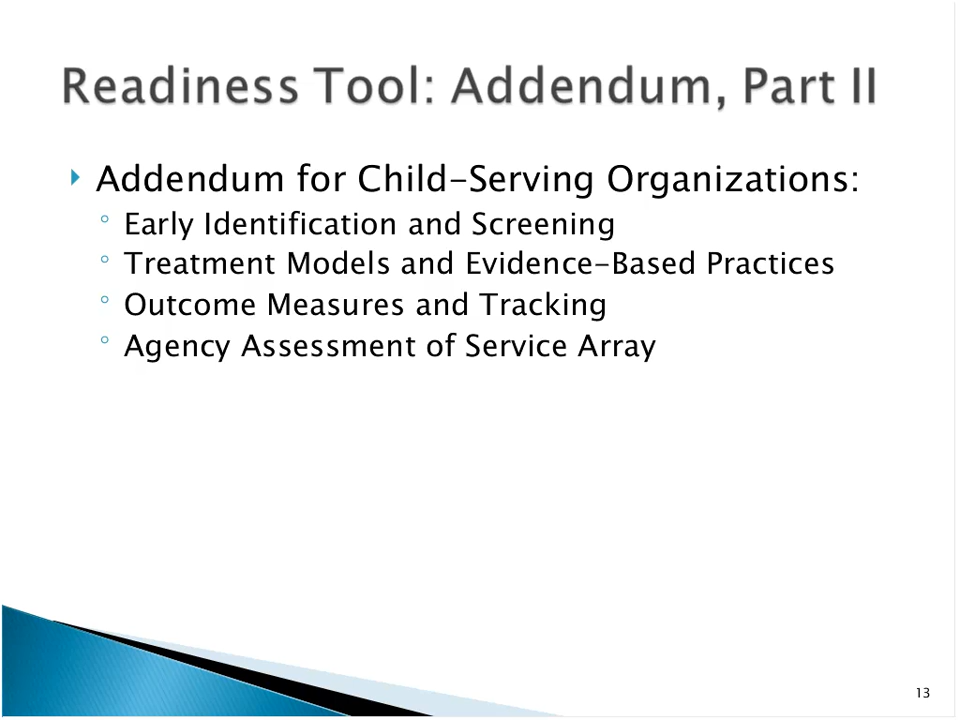 Readiness Tool: Addendum, Part II
Addendum for Child-Serving Organizations:
Early Identification and Screening
Treatment Models and Evidence-Based Practices
Outcome Measures and Tracking
Agency Assessment of Service Array
13